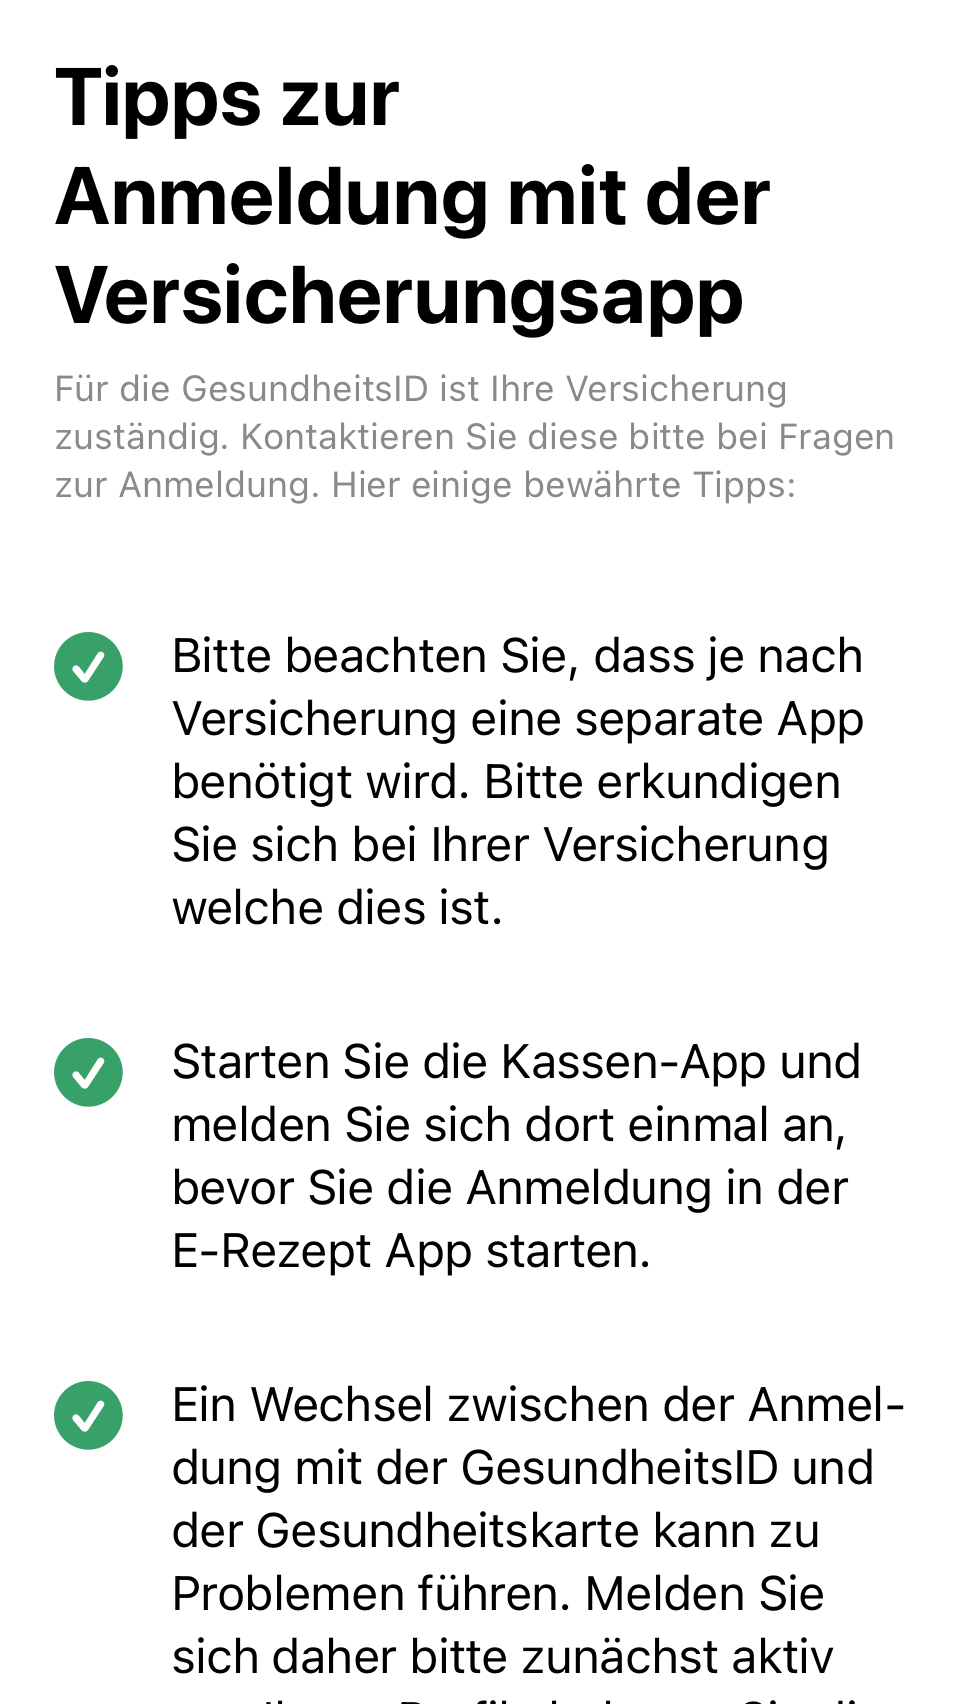 Tipps zur
Anmeldung mit der
Versicherungsapp
Für die GesundheitsID ist Ihre Versicherung
zuständig. Kontaktieren Sie diese bitte bei Fragen
zur Anmeldung. Hier einige bewährte Tipps:
Bitte beachten Sie, dass je nach
Versicherung eine separate App
benötigt wird. Bitte erkundigen
Sie sich bei Ihrer Versicherung
welche dies ist.
Starten Sie die Kassen-App und
melden Sie sich dort einmal an,
bevor Sie die Anmeldung in der
E-Rezept App starten.
Ein Wechsel zwischen der Anmel-
dung mit der GesundheitsID und
der Gesundheitskarte kann zu
Problemen führen. Melden Sie
sich daher bitte zunächst aktiv